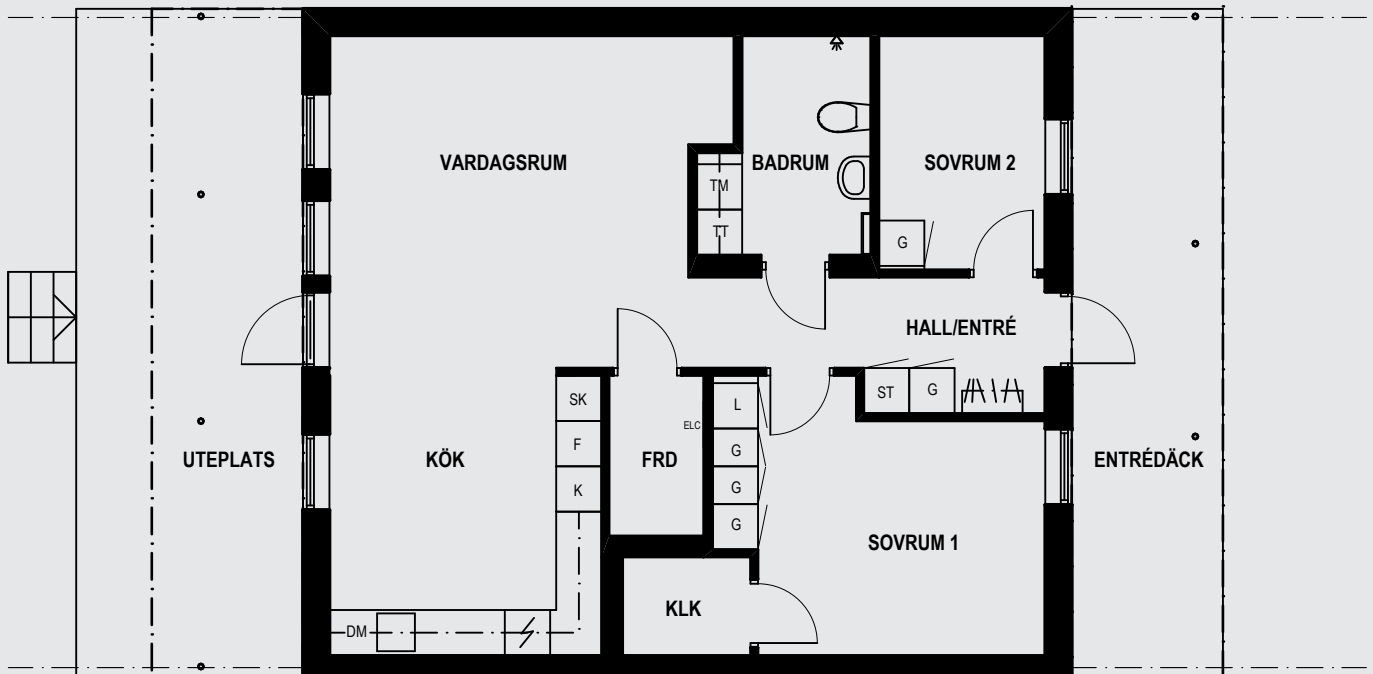 VARDAGSRUM
BADRUM
SOVRUM 2
TM
TT
G
HALL/ENTRÉ
SK
L
ST
G
ELC
F
G
UTEPLATS
KÖK
FRD
ENTRÉDÄCK
K
G
G
SOVRUM 1
KLK
DM